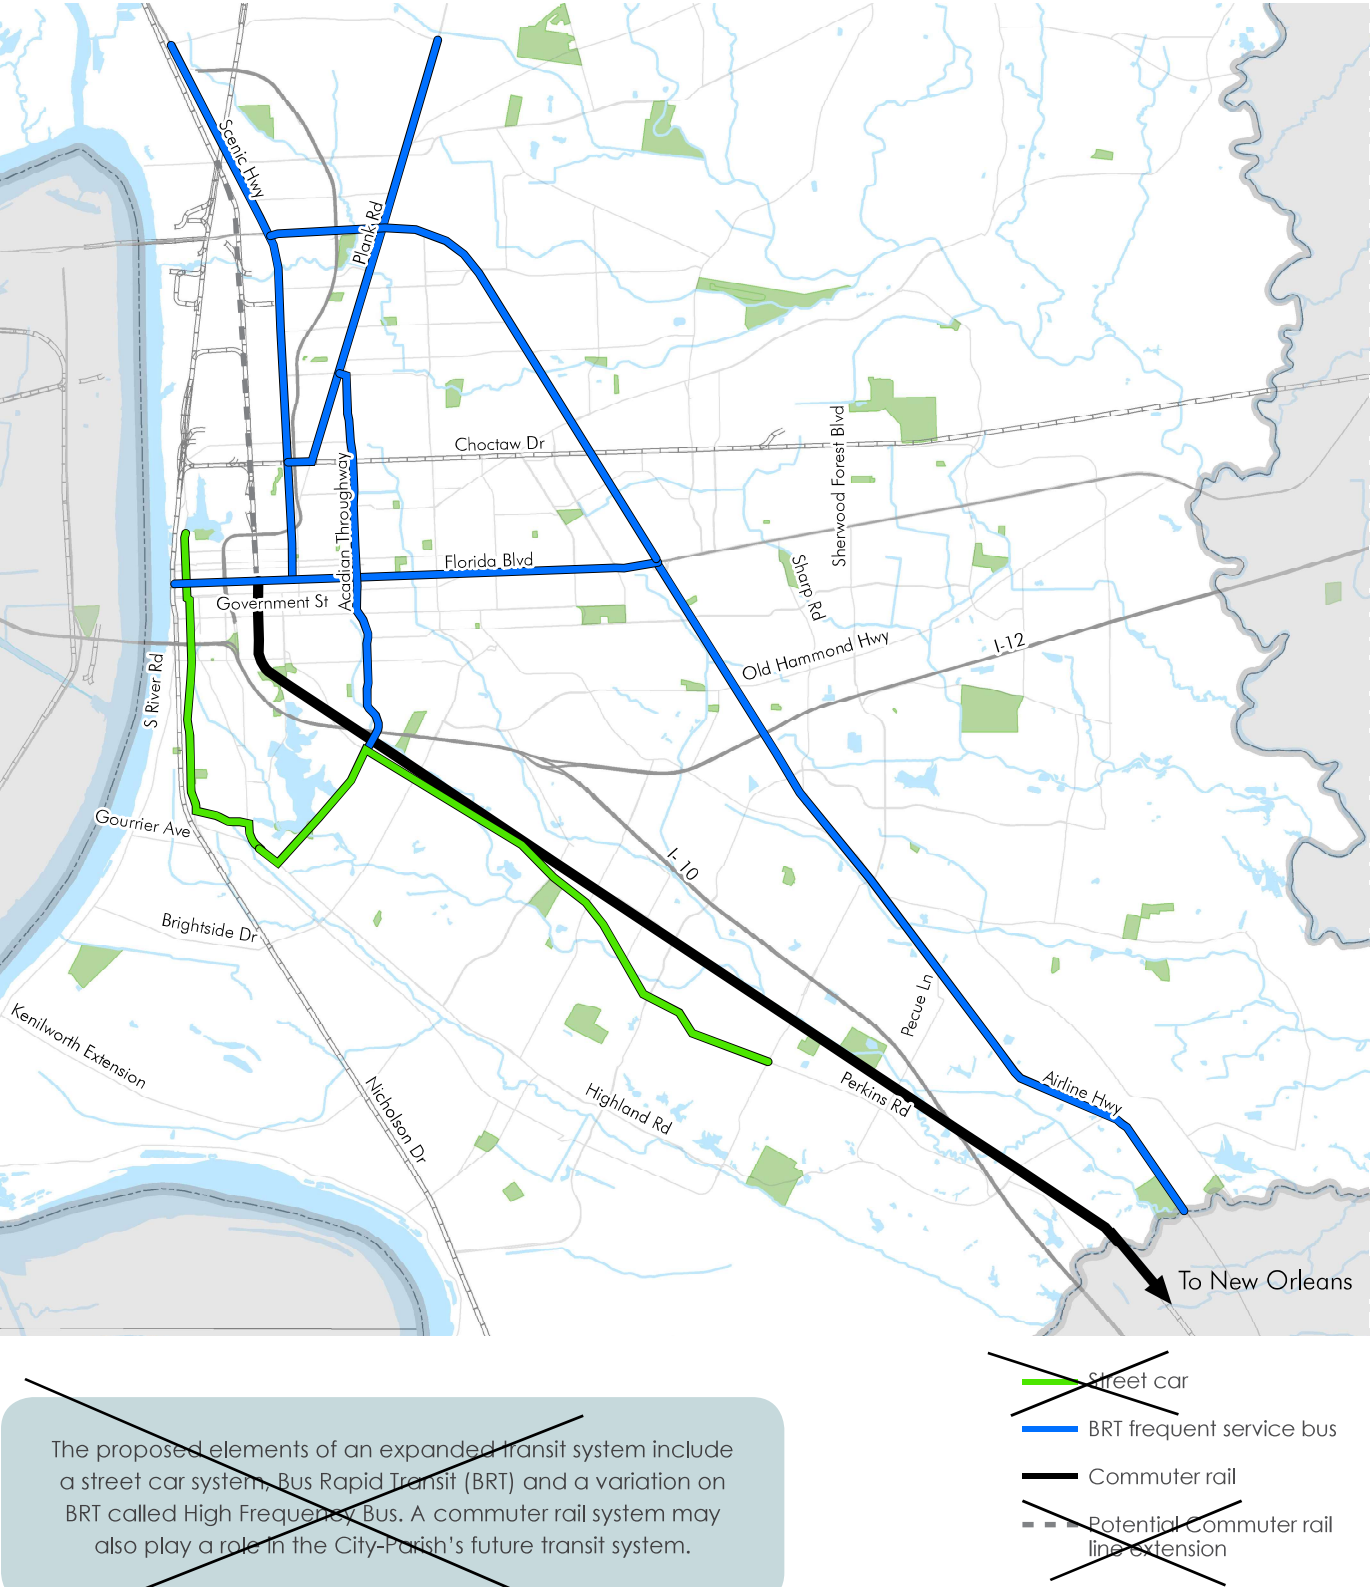 Scenic Hwy
Plank Rd
Choctaw Dr
Sherwood Forest Blvd
Acadian Throughway
Florida Blvd
Sharp Rd
Government St
Old Hammond Hwy
I-12
S River Rd
Gourrier Ave
I- 10
Brightside Dr
Pecue Ln
Kenilworth Extension
Nicholson Dr
Highland Rd
Perkins Rd
Airline Hwy
To New Orleans
The proposed elements of an expanded transit system include
a street car system, Bus Rapid Transit (BRT) and a variation on
BRT called High Frequency Bus. A commuter rail system may
also play a role in the City-Parish's future transit system.
Street car
BRT frequent service bus
Commuter rail
Potential Commuter rail
line extension